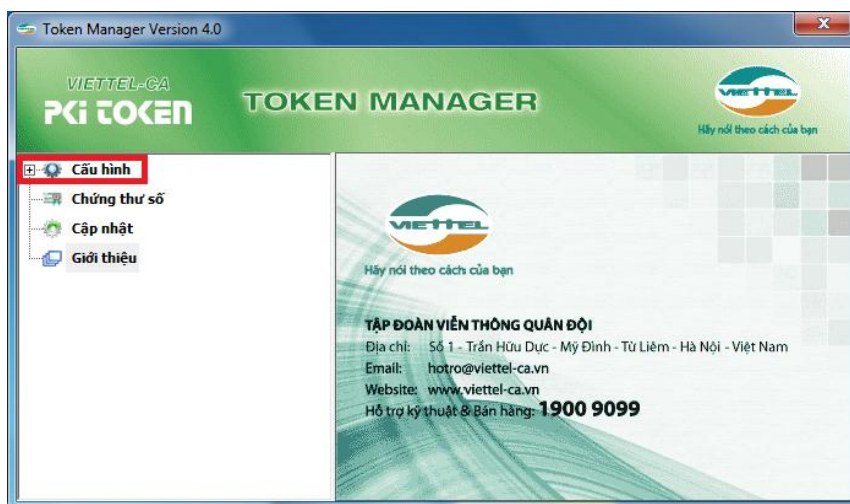 Token Manager Version 4.0
VIETTEL-CA
PKi TOKEN
TOKEN MANAGER
VIETTEL
Hãy nói theo cách của bạn
Cấu hình
Chứng thư số
Cập nhật
Giới thiệu
VIETTEL
Hãy nói theo cách của bạn
TẬP ĐOÀN VIỄN THÔNG QUÂN ĐỘI
Địa chỉ: Số 1 - Trần Hữu Dực - Mỹ Đình - Từ Liêm - Hà Nội - Việt Nam
Email: hotro@viettel-ca.vn
Website: www.viettel-ca.vn
Hỗ trợ kỹ thuật & Bán hàng: 1900 9099